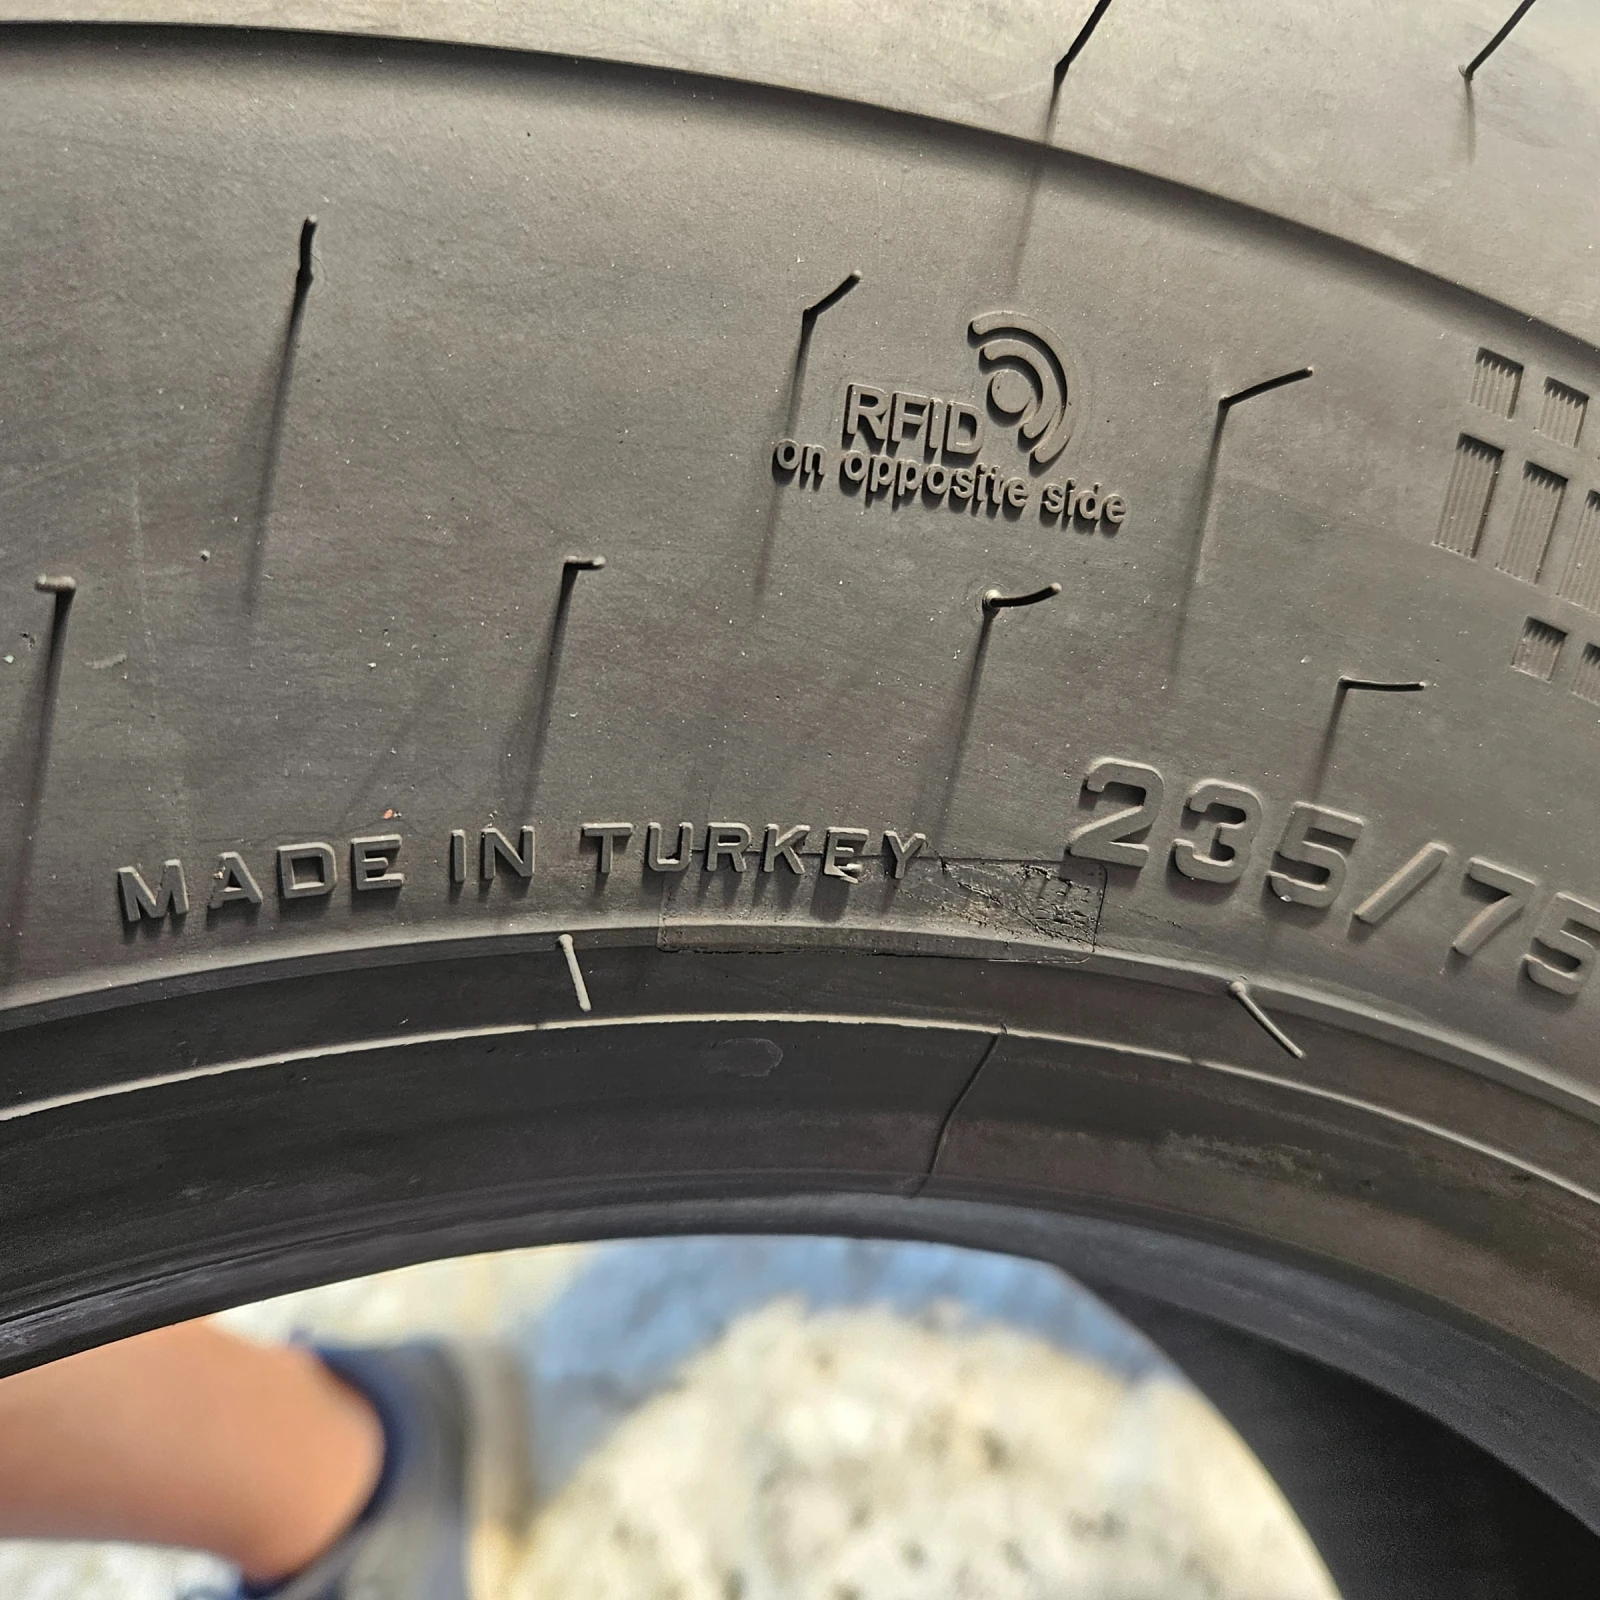 RFID
on opposite side
MADE IN TURKEY 235/75